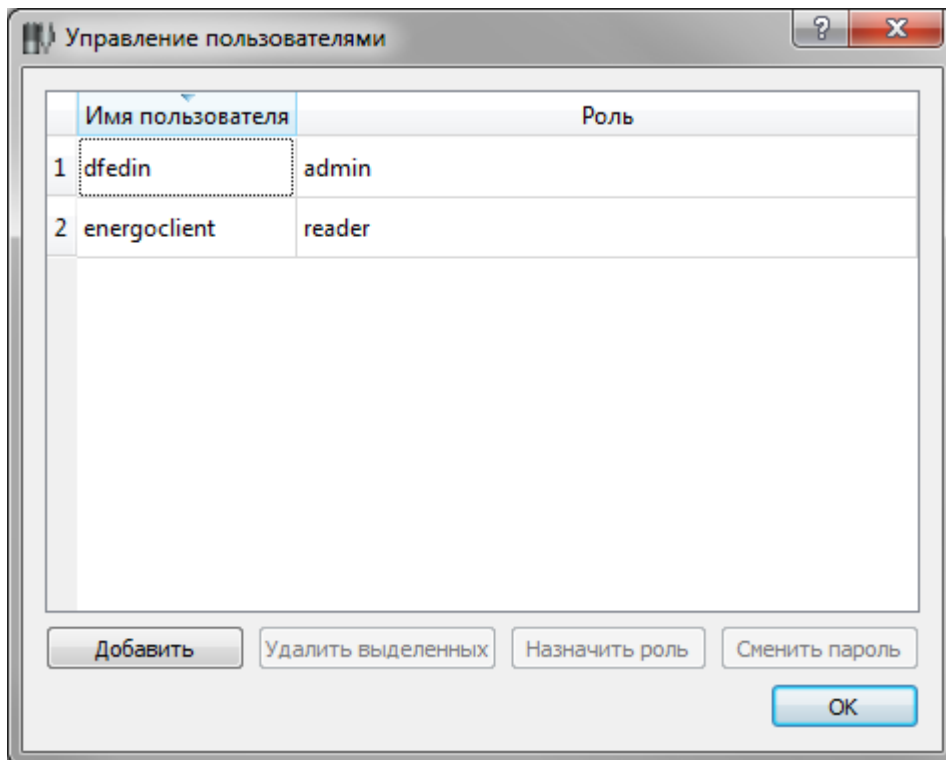 Управление пользователями
Имя пользователя Роль
1 dfedin admin
2 energoclient reader
Добавить Удалить выделенных Назначить роль Сменить пароль
OK